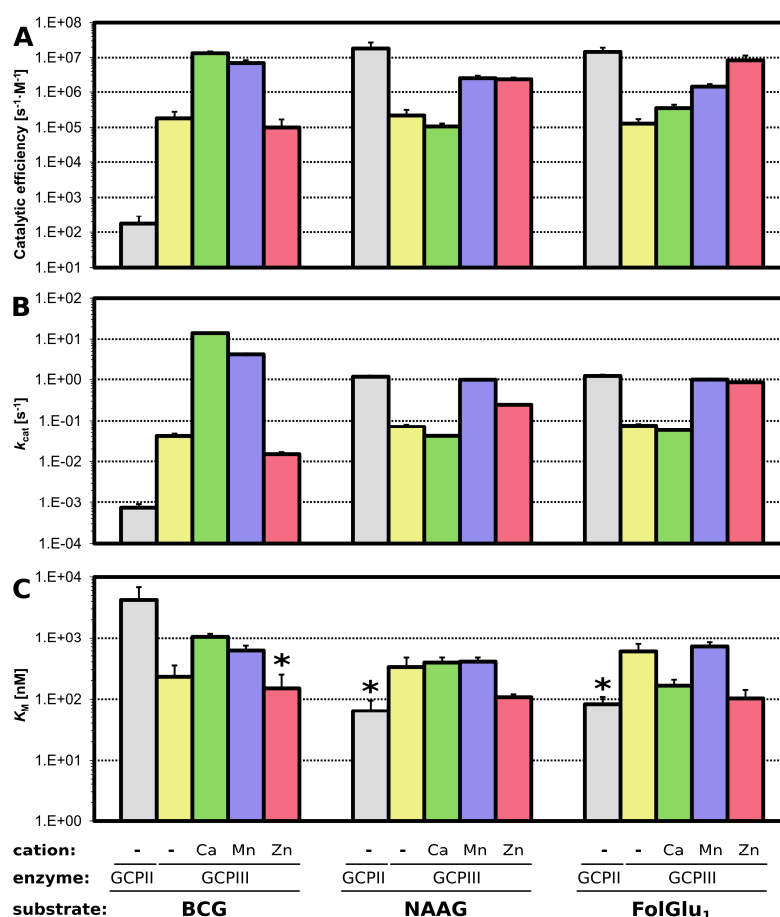 A
Catalytic efficiency [s⁻¹·M⁻¹]
1.E+08
1.E+07
1.E+06
1.E+05
1.E+04
1.E+03
1.E+02
1.E+01
B
kcat [s⁻¹]
1.E+02
1.E+01
1.E+00
1.E-01
1.E-02
1.E-03
1.E-04
C
KM [nM]
1.E+04
1.E+03
1.E+02
1.E+01
1.E+00
*
*
*
cation: - - Ca Mn Zn - - Ca Mn Zn - - Ca Mn Zn
enzyme: GCPII GCPIII GCPII GCPIII GCPII GCPIII
substrate: BCG NAAG FolGlu₁